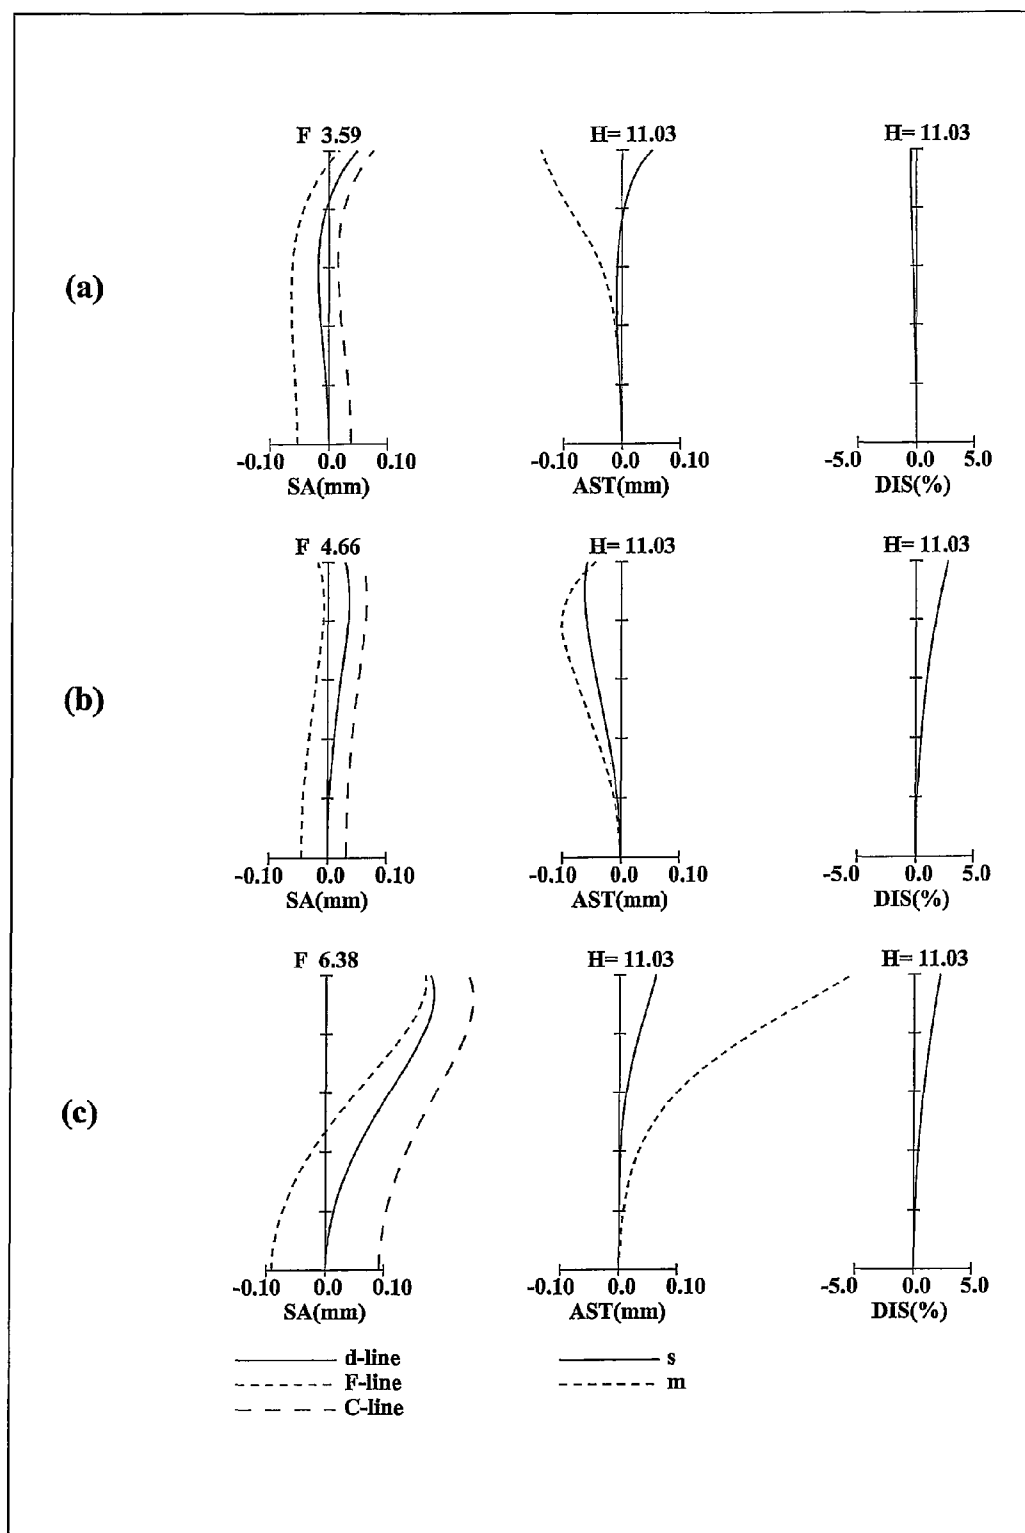 F 3.59 H= 11.03 H= 11.03
(a)
-0.10 0.0 0.10 -0.10 0.0 0.10 -5.0 0.0 5.0
SA(mm) AST(mm) DIS(%)
F 4.66 H= 11.03 H= 11.03
(b)
-0.10 0.0 0.10 -0.10 0.0 0.10 -5.0 0.0 5.0
SA(mm) AST(mm) DIS(%)
F 6.38 H= 11.03 H= 11.03
(c)
-0.10 0.0 0.10 -0.10 0.0 0.10 -5.0 0.0 5.0
SA(mm) AST(mm) DIS(%)
d-line s
F-line m
C-line